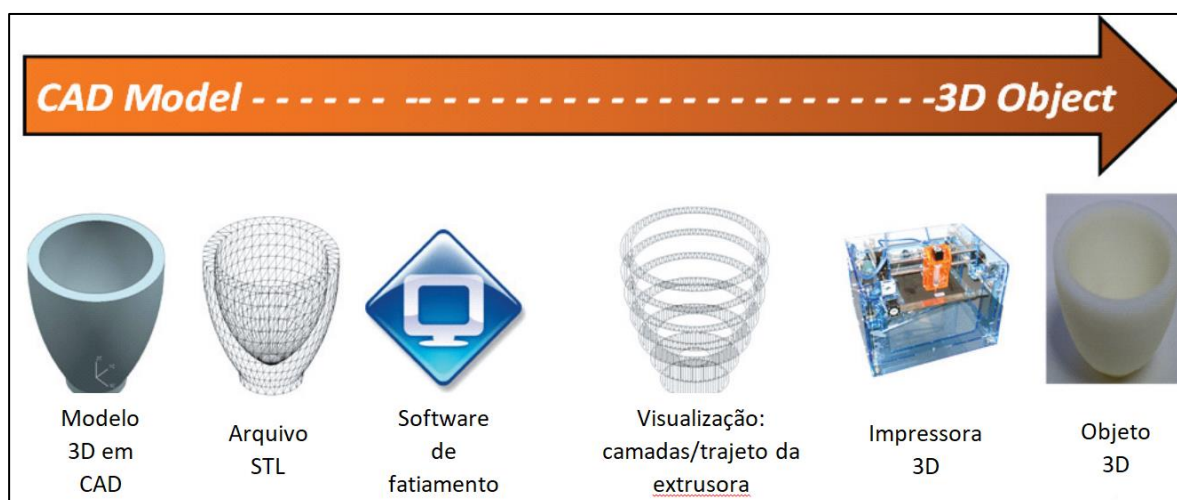 CAD Model - - - - - - -- - - - - - - - - - - - - - - - - - - -3D Object
Modelo
3D em
CAD
Arquivo
STL
Software
de
fatiamento
Visualização:
camadas/trajeto da
extrusora
Impressora
3D
Objeto
3D